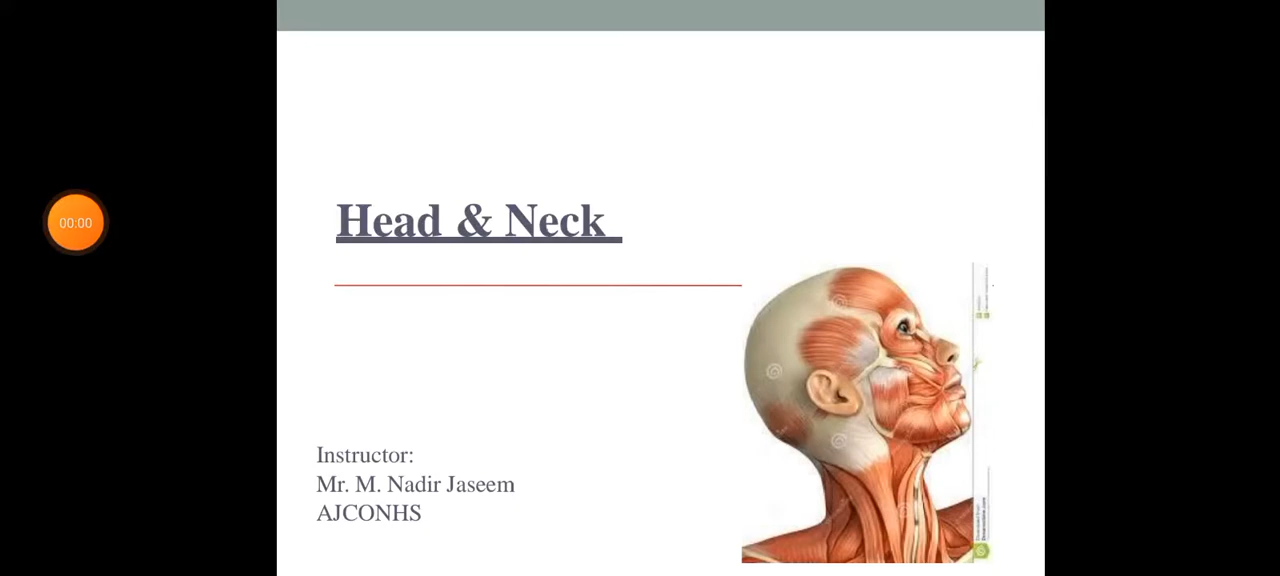 00:00
Head & Neck
Instructor:
Mr. M. Nadir Jaseem
AJCONHS